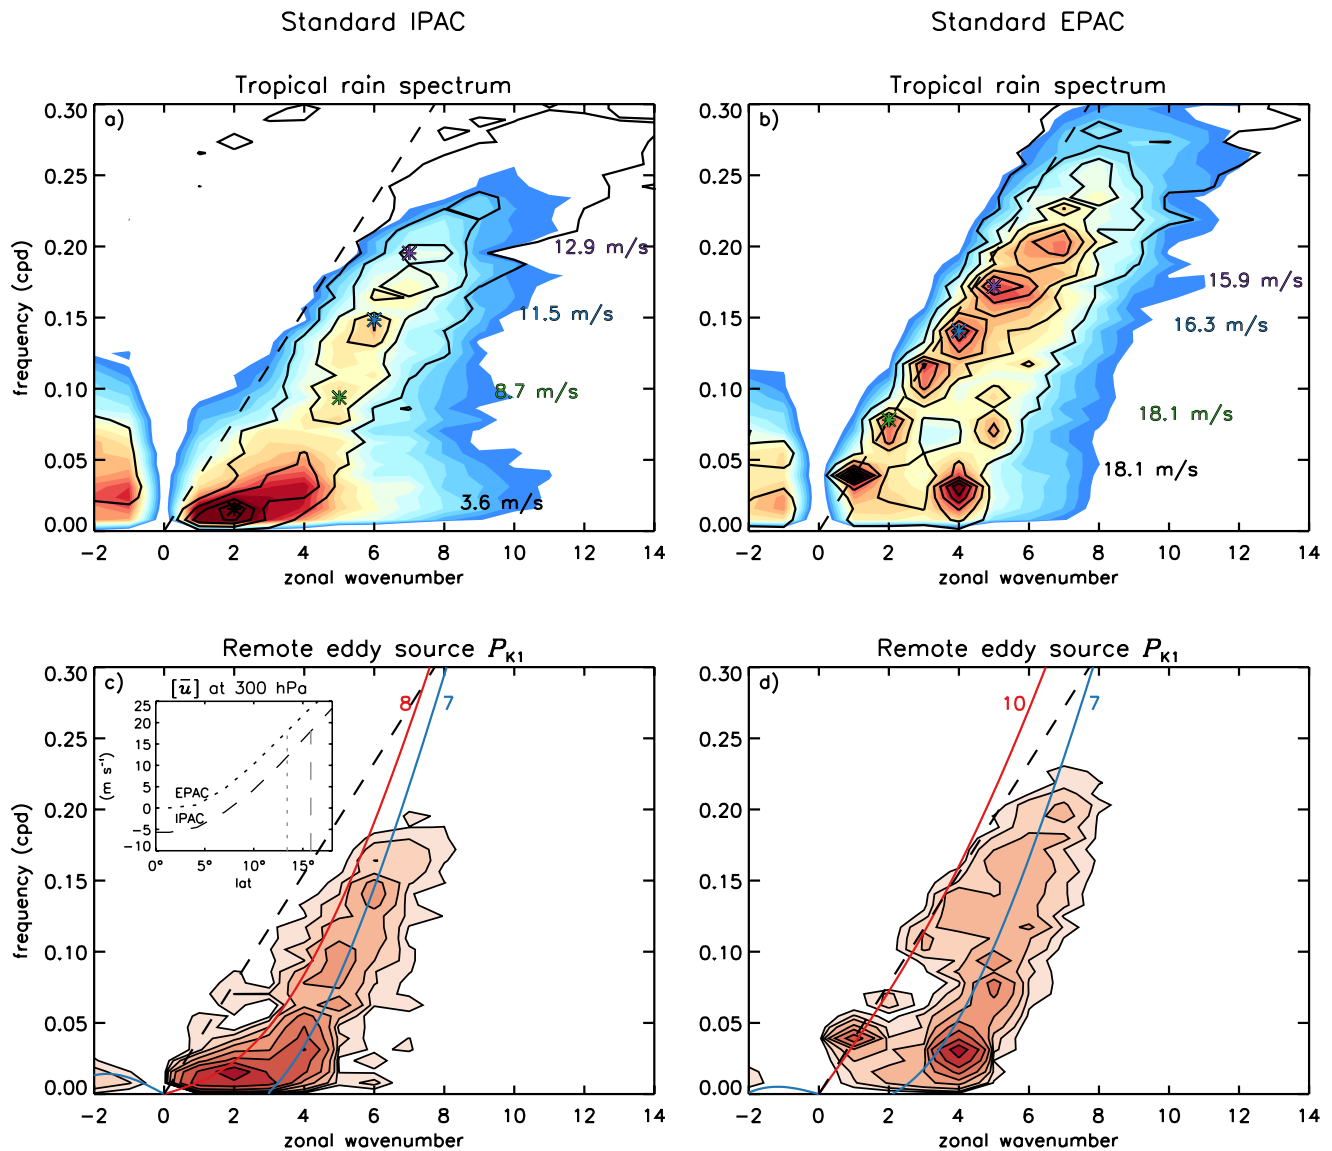 Standard IPAC
Standard EPAC
Tropical rain spectrum
a)
0.30
0.25
0.20
0.15
0.10
0.05
0.00
frequency (cpd)
12.9 m/s
11.5 m/s
8.7 m/s
3.6 m/s
−2 0 2 4 6 8 10 12 14
zonal wavenumber
Tropical rain spectrum
b)
0.30
0.25
0.20
0.15
0.10
0.05
0.00
15.9 m/s
16.3 m/s
18.1 m/s
18.1 m/s
−2 0 2 4 6 8 10 12 14
zonal wavenumber
Remote eddy source P_K1
c)
0.30
0.25
0.20
0.15
0.10
0.05
0.00
frequency (cpd)
8
7
[u̅] at 300 hPa
25
20
15
10
5
0
−5
−10
(m s⁻¹)
EPAC
IPAC
0° 5° 10° 15°
lat
−2 0 2 4 6 8 10 12 14
zonal wavenumber
Remote eddy source P_K1
d)
0.30
0.25
0.20
0.15
0.10
0.05
0.00
10
7
−2 0 2 4 6 8 10 12 14
zonal wavenumber